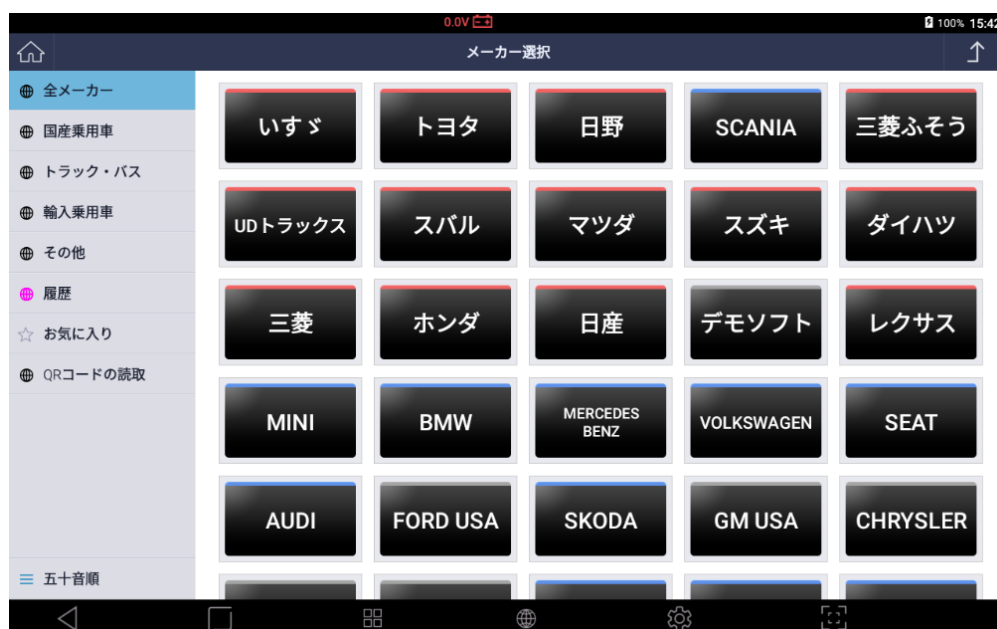 0.0V
100% 15:42
メーカー選択
全メーカー
国産乗用車
トラック・バス
輸入乗用車
その他
履歴
お気に入り
QRコードの読取
五十音順
いすゞ
トヨタ
日野
SCANIA
三菱ふそう
UDトラックス
スバル
マツダ
スズキ
ダイハツ
三菱
ホンダ
日産
デモソフト
レクサス
MINI
BMW
MERCEDES
BENZ
VOLKSWAGEN
SEAT
AUDI
FORD USA
SKODA
GM USA
CHRYSLER